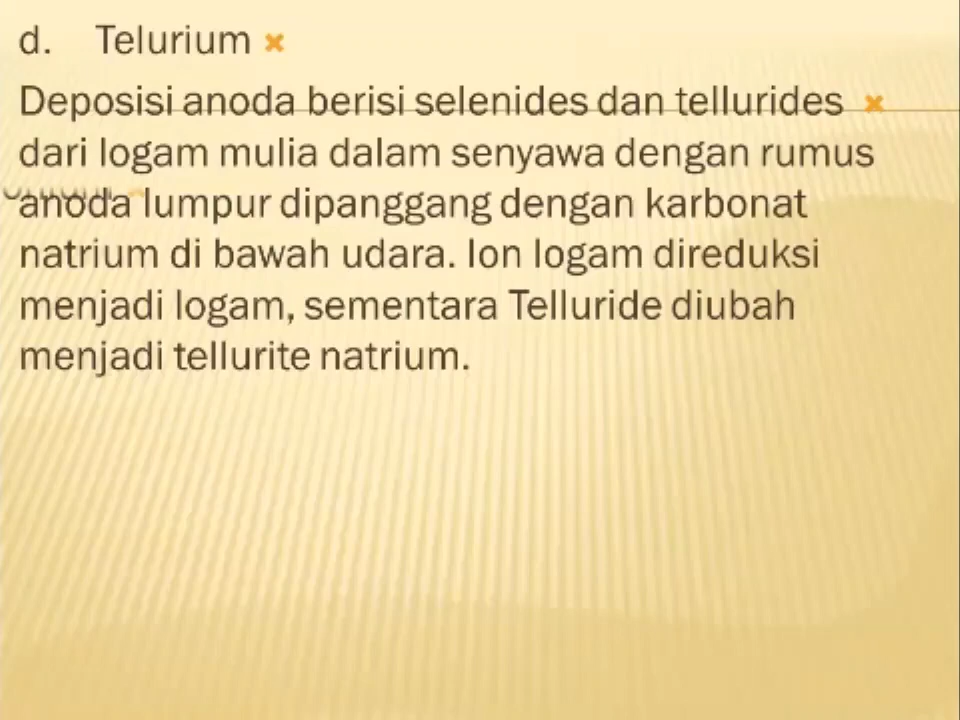 d. Telurium
Deposisi anoda berisi selenides dan tellurides
dari logam mulia dalam senyawa dengan rumus
anoda lumpur dipanggang dengan karbonat
natrium di bawah udara. Ion logam direduksi
menjadi logam, sementara Telluride diubah
menjadi tellurite natrium.